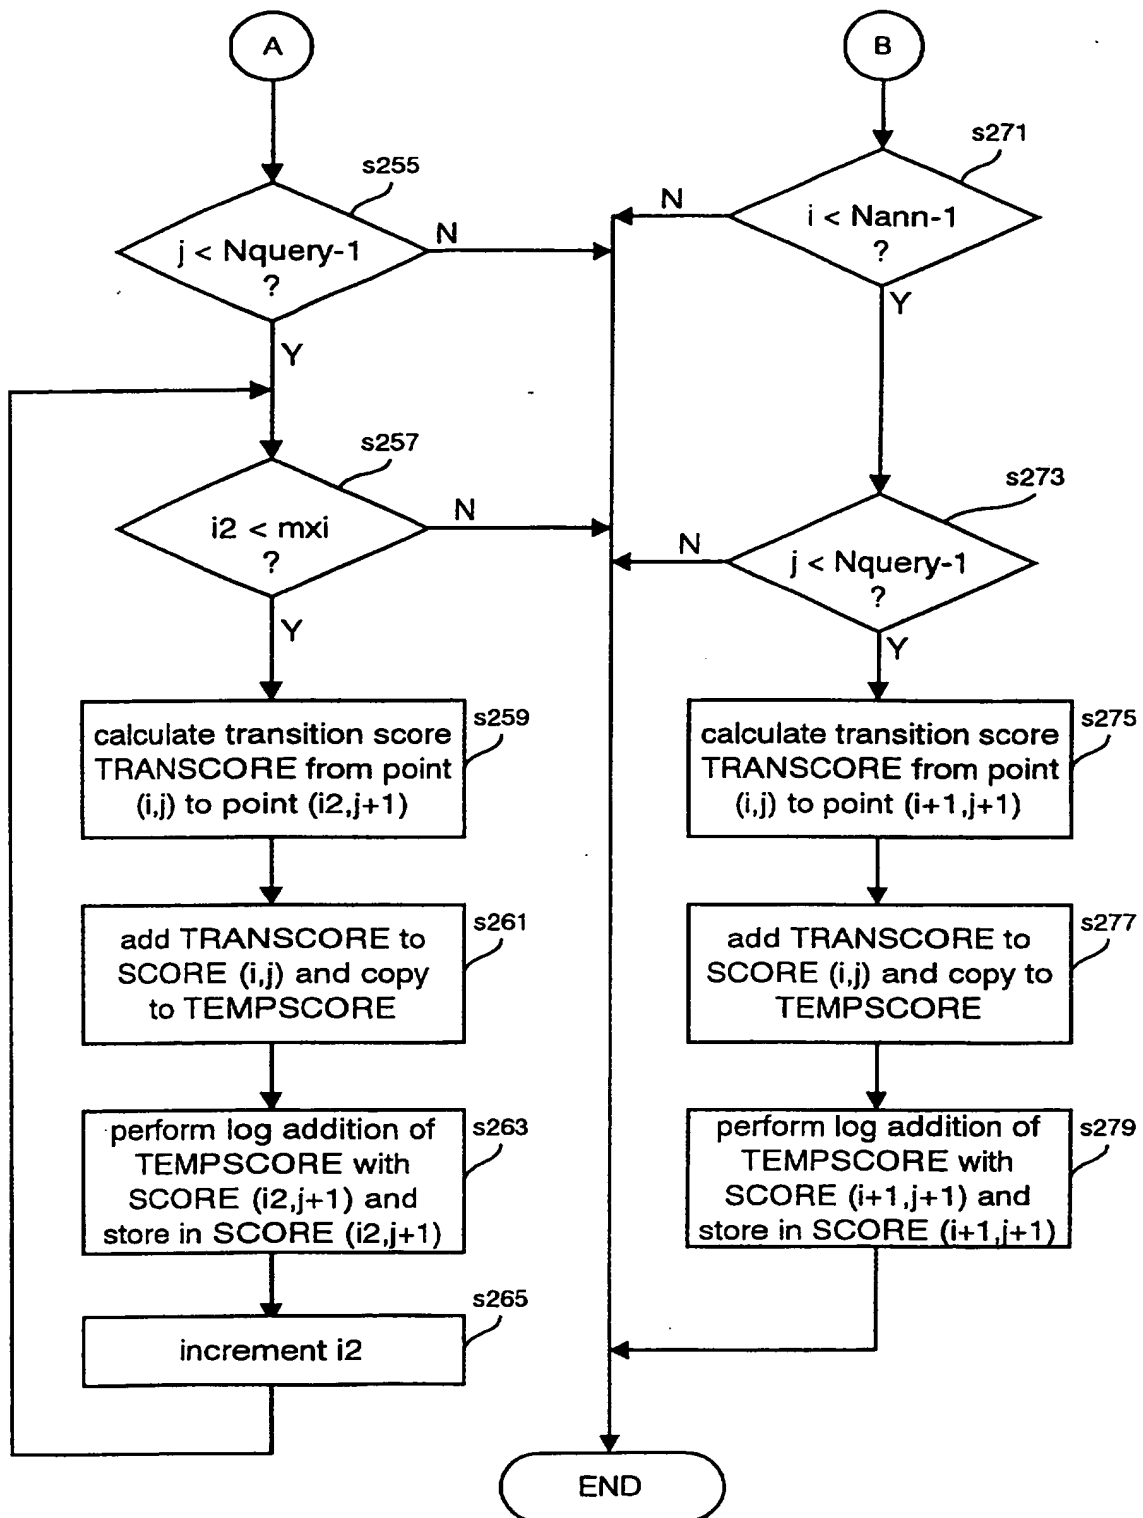 A
s255
j < Nquery-1
?
N
Y
s257
i2 < mxi
?
N
Y
s259
calculate transition score
TRANSCORE from point
(i,j) to point (i2,j+1)
s261
add TRANSCORE to
SCORE (i,j) and copy
to TEMPSCORE
s263
perform log addition of
TEMPSCORE with
SCORE (i2,j+1) and
store in SCORE (i2,j+1)
s265
increment i2
B
s271
i < Nann-1
?
N
Y
s273
j < Nquery-1
?
N
Y
s275
calculate transition score
TRANSCORE from point
(i,j) to point (i+1,j+1)
s277
add TRANSCORE to
SCORE (i,j) and copy to
TEMPSCORE
s279
perform log addition of
TEMPSCORE with
SCORE (i+1,j+1) and
store in SCORE (i+1,j+1)
END